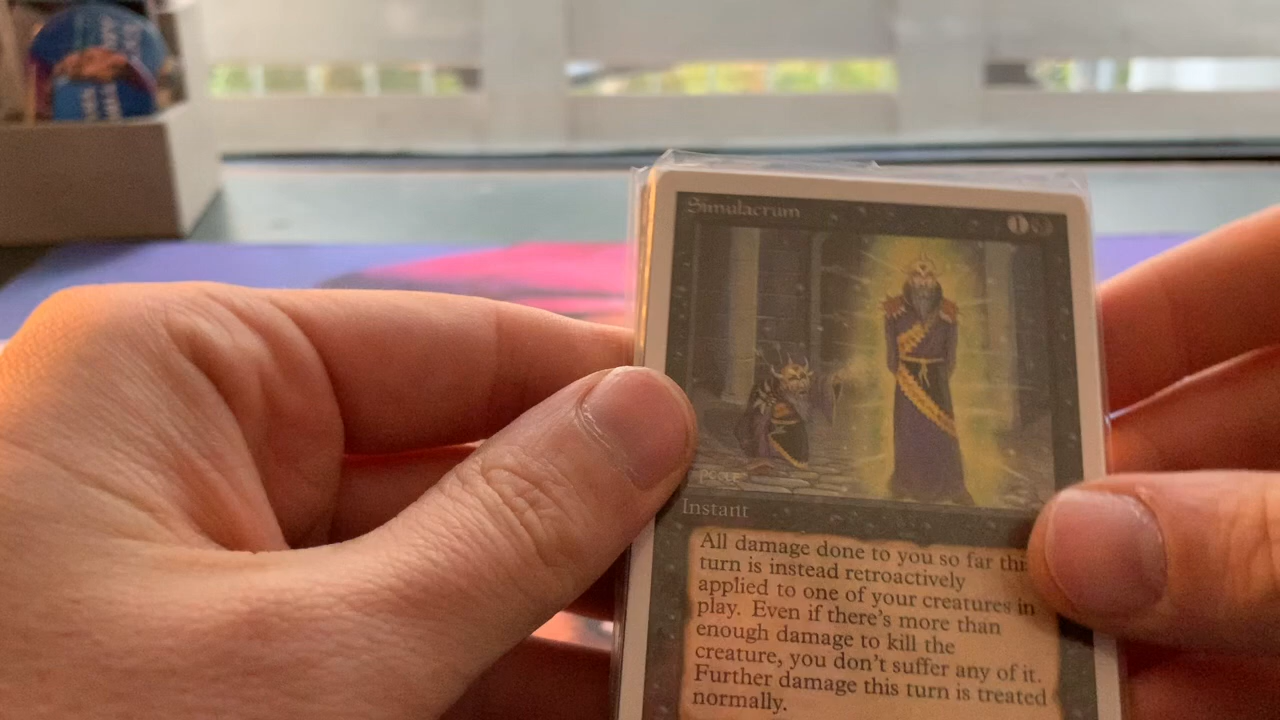 Simulacrum
1
Instant
All damage done to you so far thi
turn is instead retroactively
applied to one of your creatures in
play. Even if there's more than
enough damage to kill the
creature, you don't suffer any of it.
Further damage this turn is treated
normally.